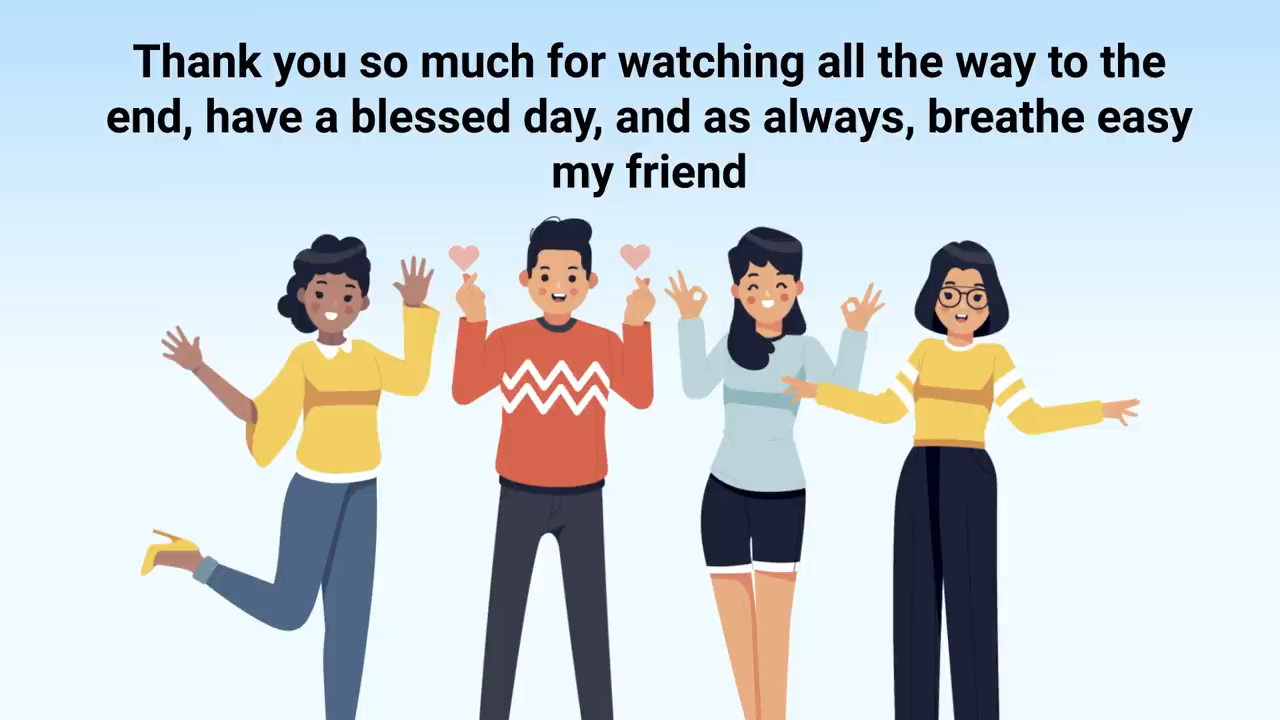 Thank you so much for watching all the way to the
end, have a blessed day, and as always, breathe easy
my friend